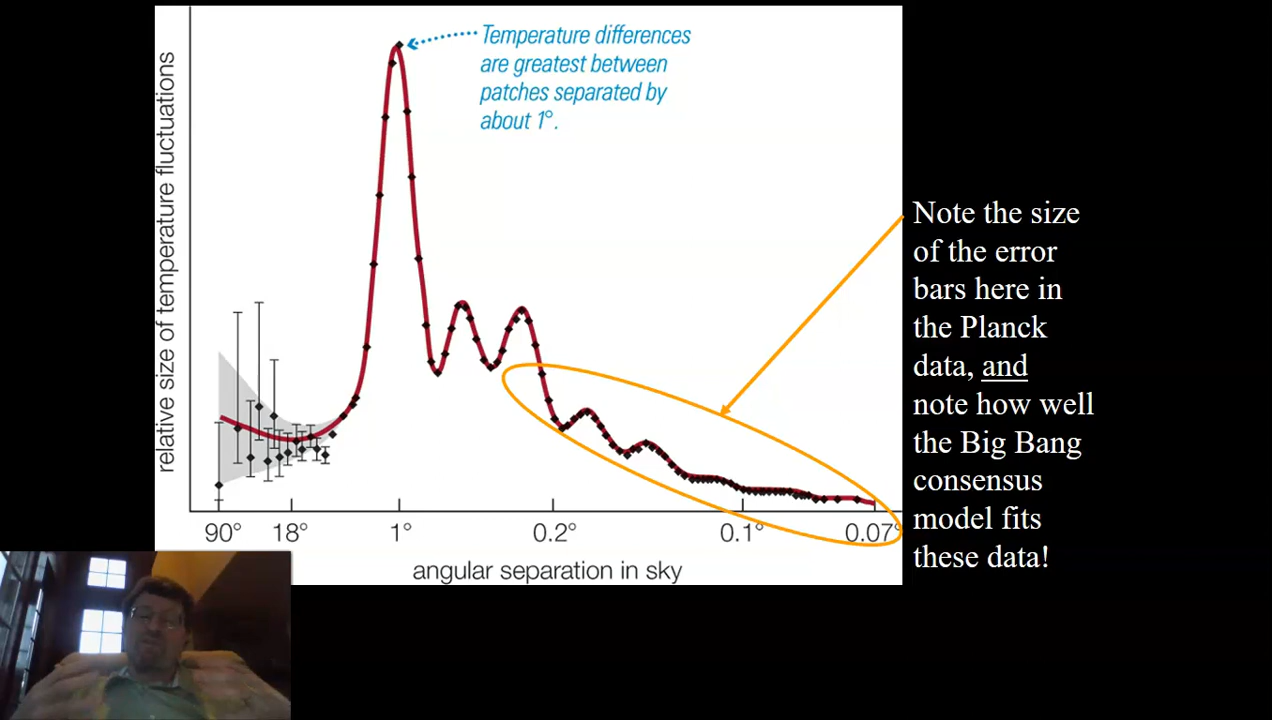 Temperature differences
are greatest between
patches separated by
about 1°.
relative size of temperature fluctuations
90° 18° 1° 0.2° 0.1° 0.07°
angular separation in sky
Note the size
of the error
bars here in
the Planck
data, and
note how well
the Big Bang
consensus
model fits
these data!